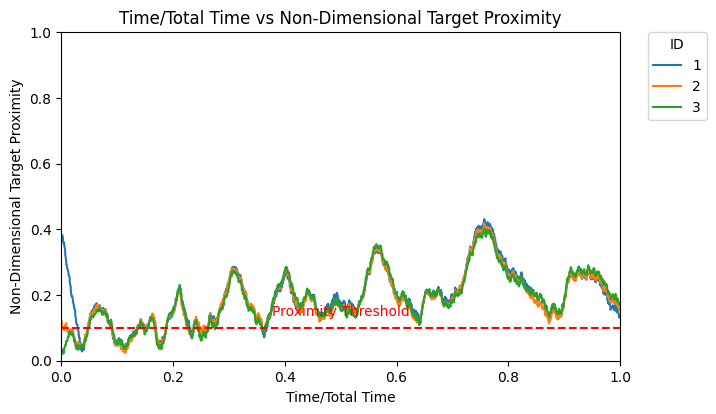 Time/Total Time vs Non-Dimensional Target Proximity
ID
1
2
3
Non-Dimensional Target Proximity
1.0
0.8
0.6
0.4
0.2
0.0
Proximity Threshold
0.0 0.2 0.4 0.6 0.8 1.0
Time/Total Time